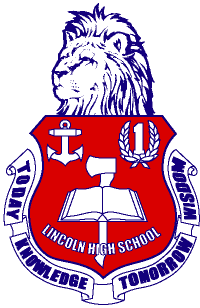 1
LINCOLN HIGH SCHOOL
TODAY KNOWLEDGE TOMORROW WISDOM